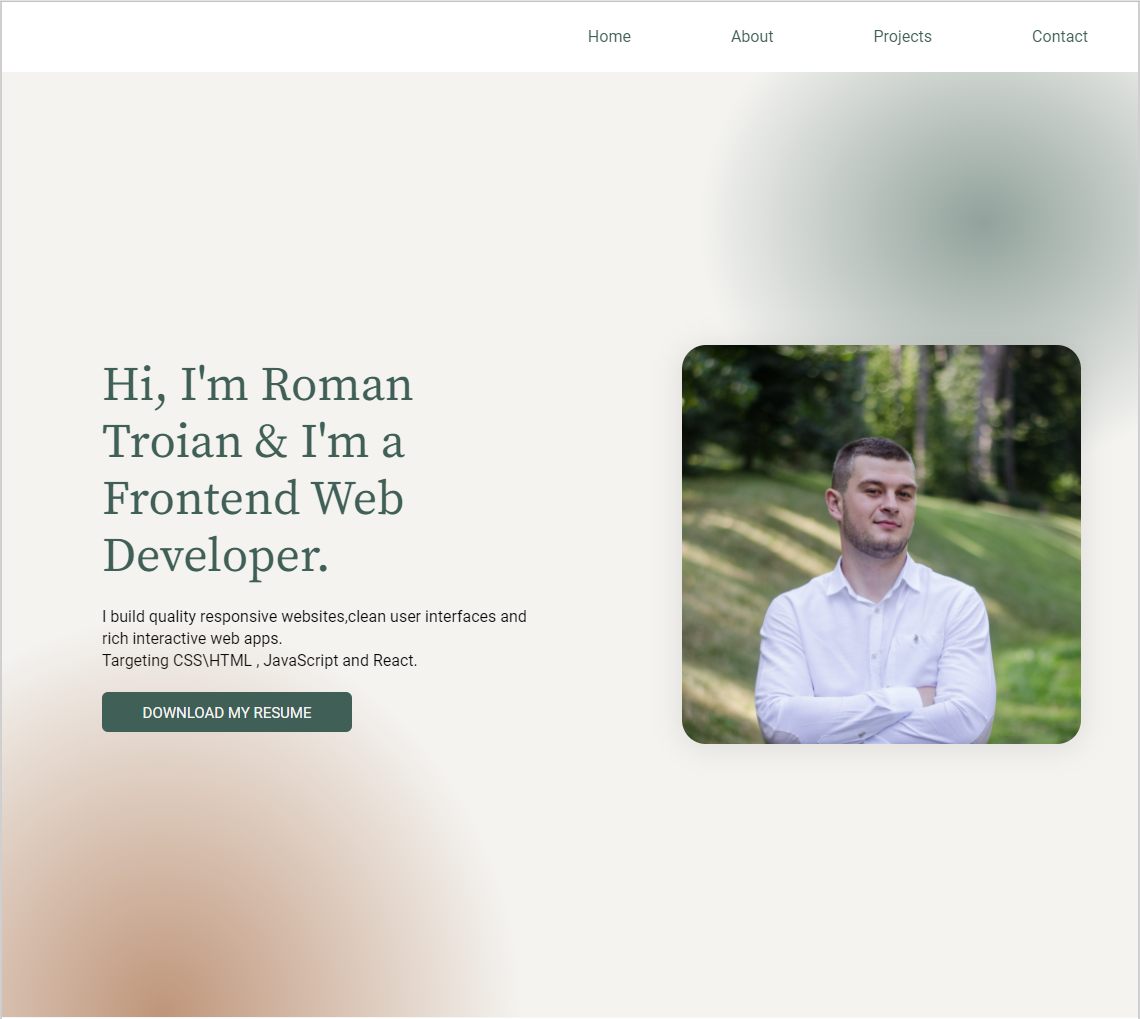 Home About Projects Contact
Hi, I'm Roman
Troian & I'm a
Frontend Web
Developer.
I build quality responsive websites,clean user interfaces and
rich interactive web apps.
Targeting CSS\HTML , JavaScript and React.
DOWNLOAD MY RESUME